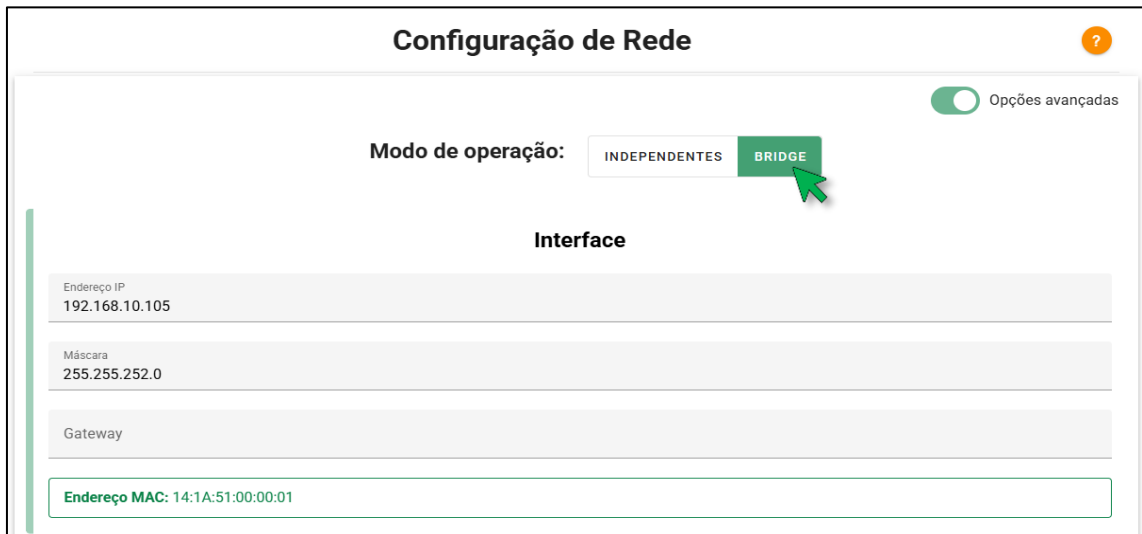 Configuração de Rede
?
Opções avançadas
Modo de operação: INDEPENDENTES BRIDGE
Interface
Endereço IP
192.168.10.105
Máscara
255.255.252.0
Gateway
Endereço MAC: 14:1A:51:00:00:01